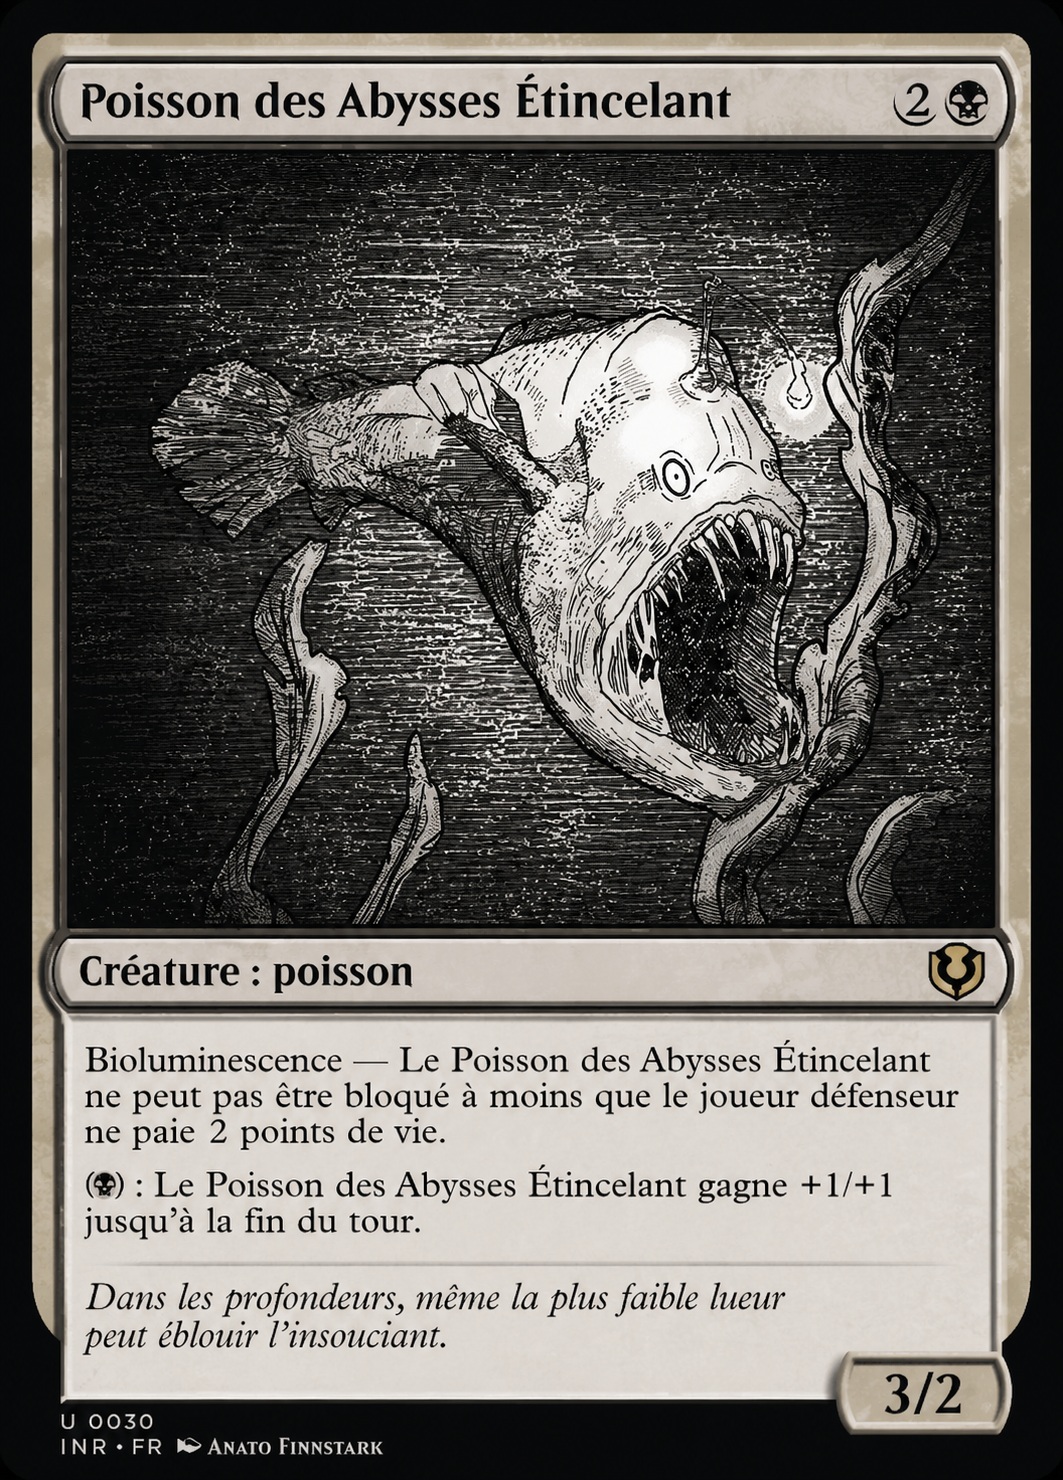 Poisson des Abysses Étincelant 2
Créature : poisson
Bioluminescence — Le Poisson des Abysses Étincelant
ne peut pas être bloqué à moins que le joueur défenseur
ne paie 2 points de vie.
() : Le Poisson des Abysses Étincelant gagne +1/+1
jusqu'à la fin du tour.
Dans les profondeurs, même la plus faible lueur
peut éblouir l'insouciant.
3/2
U 0030
INR • FR Anato Finnstark